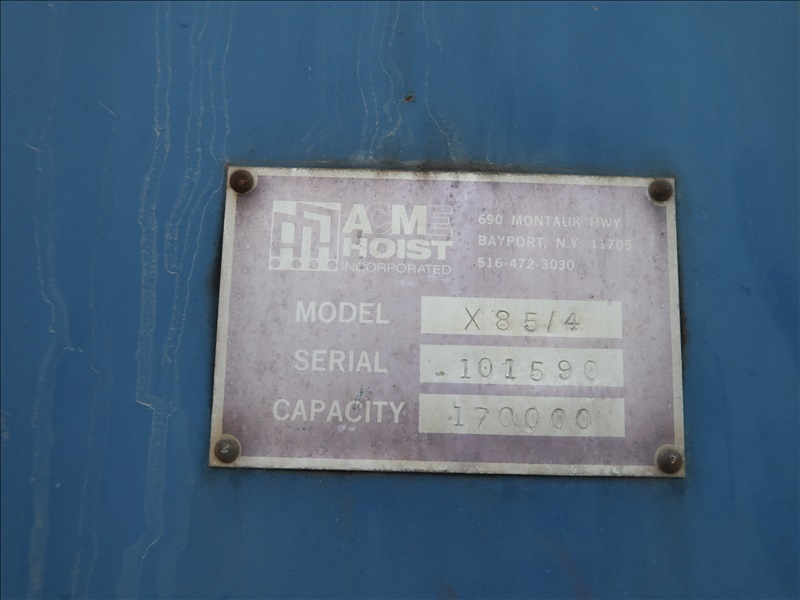 ACME
HOIST
INCORPORATED
690 MONTAUK HWY.
BAYPORT, N.Y. 11705
516-472-3030
MODEL X85/4
SERIAL 101590
CAPACITY 170000